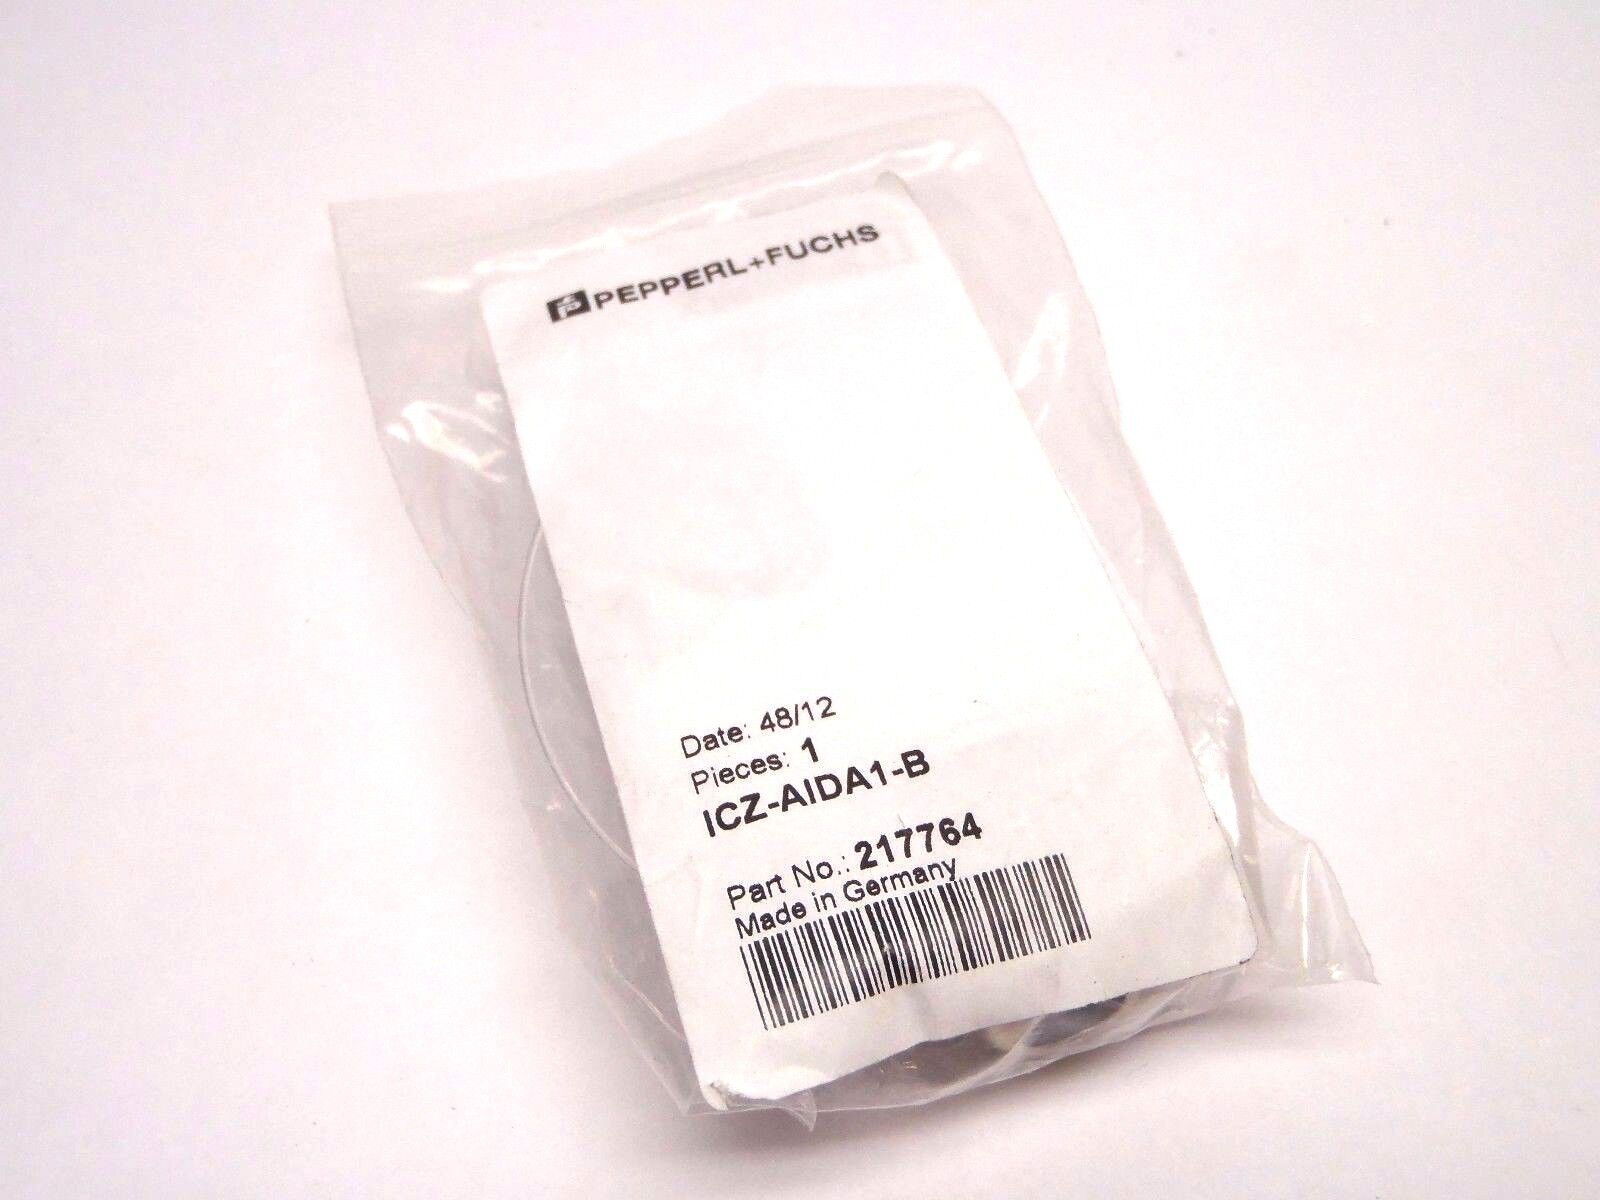 PEPPERL+FUCHS
Date: 48/12
Pieces: 1
ICZ-AIDA1-B
Part No.: 217764
Made in Germany